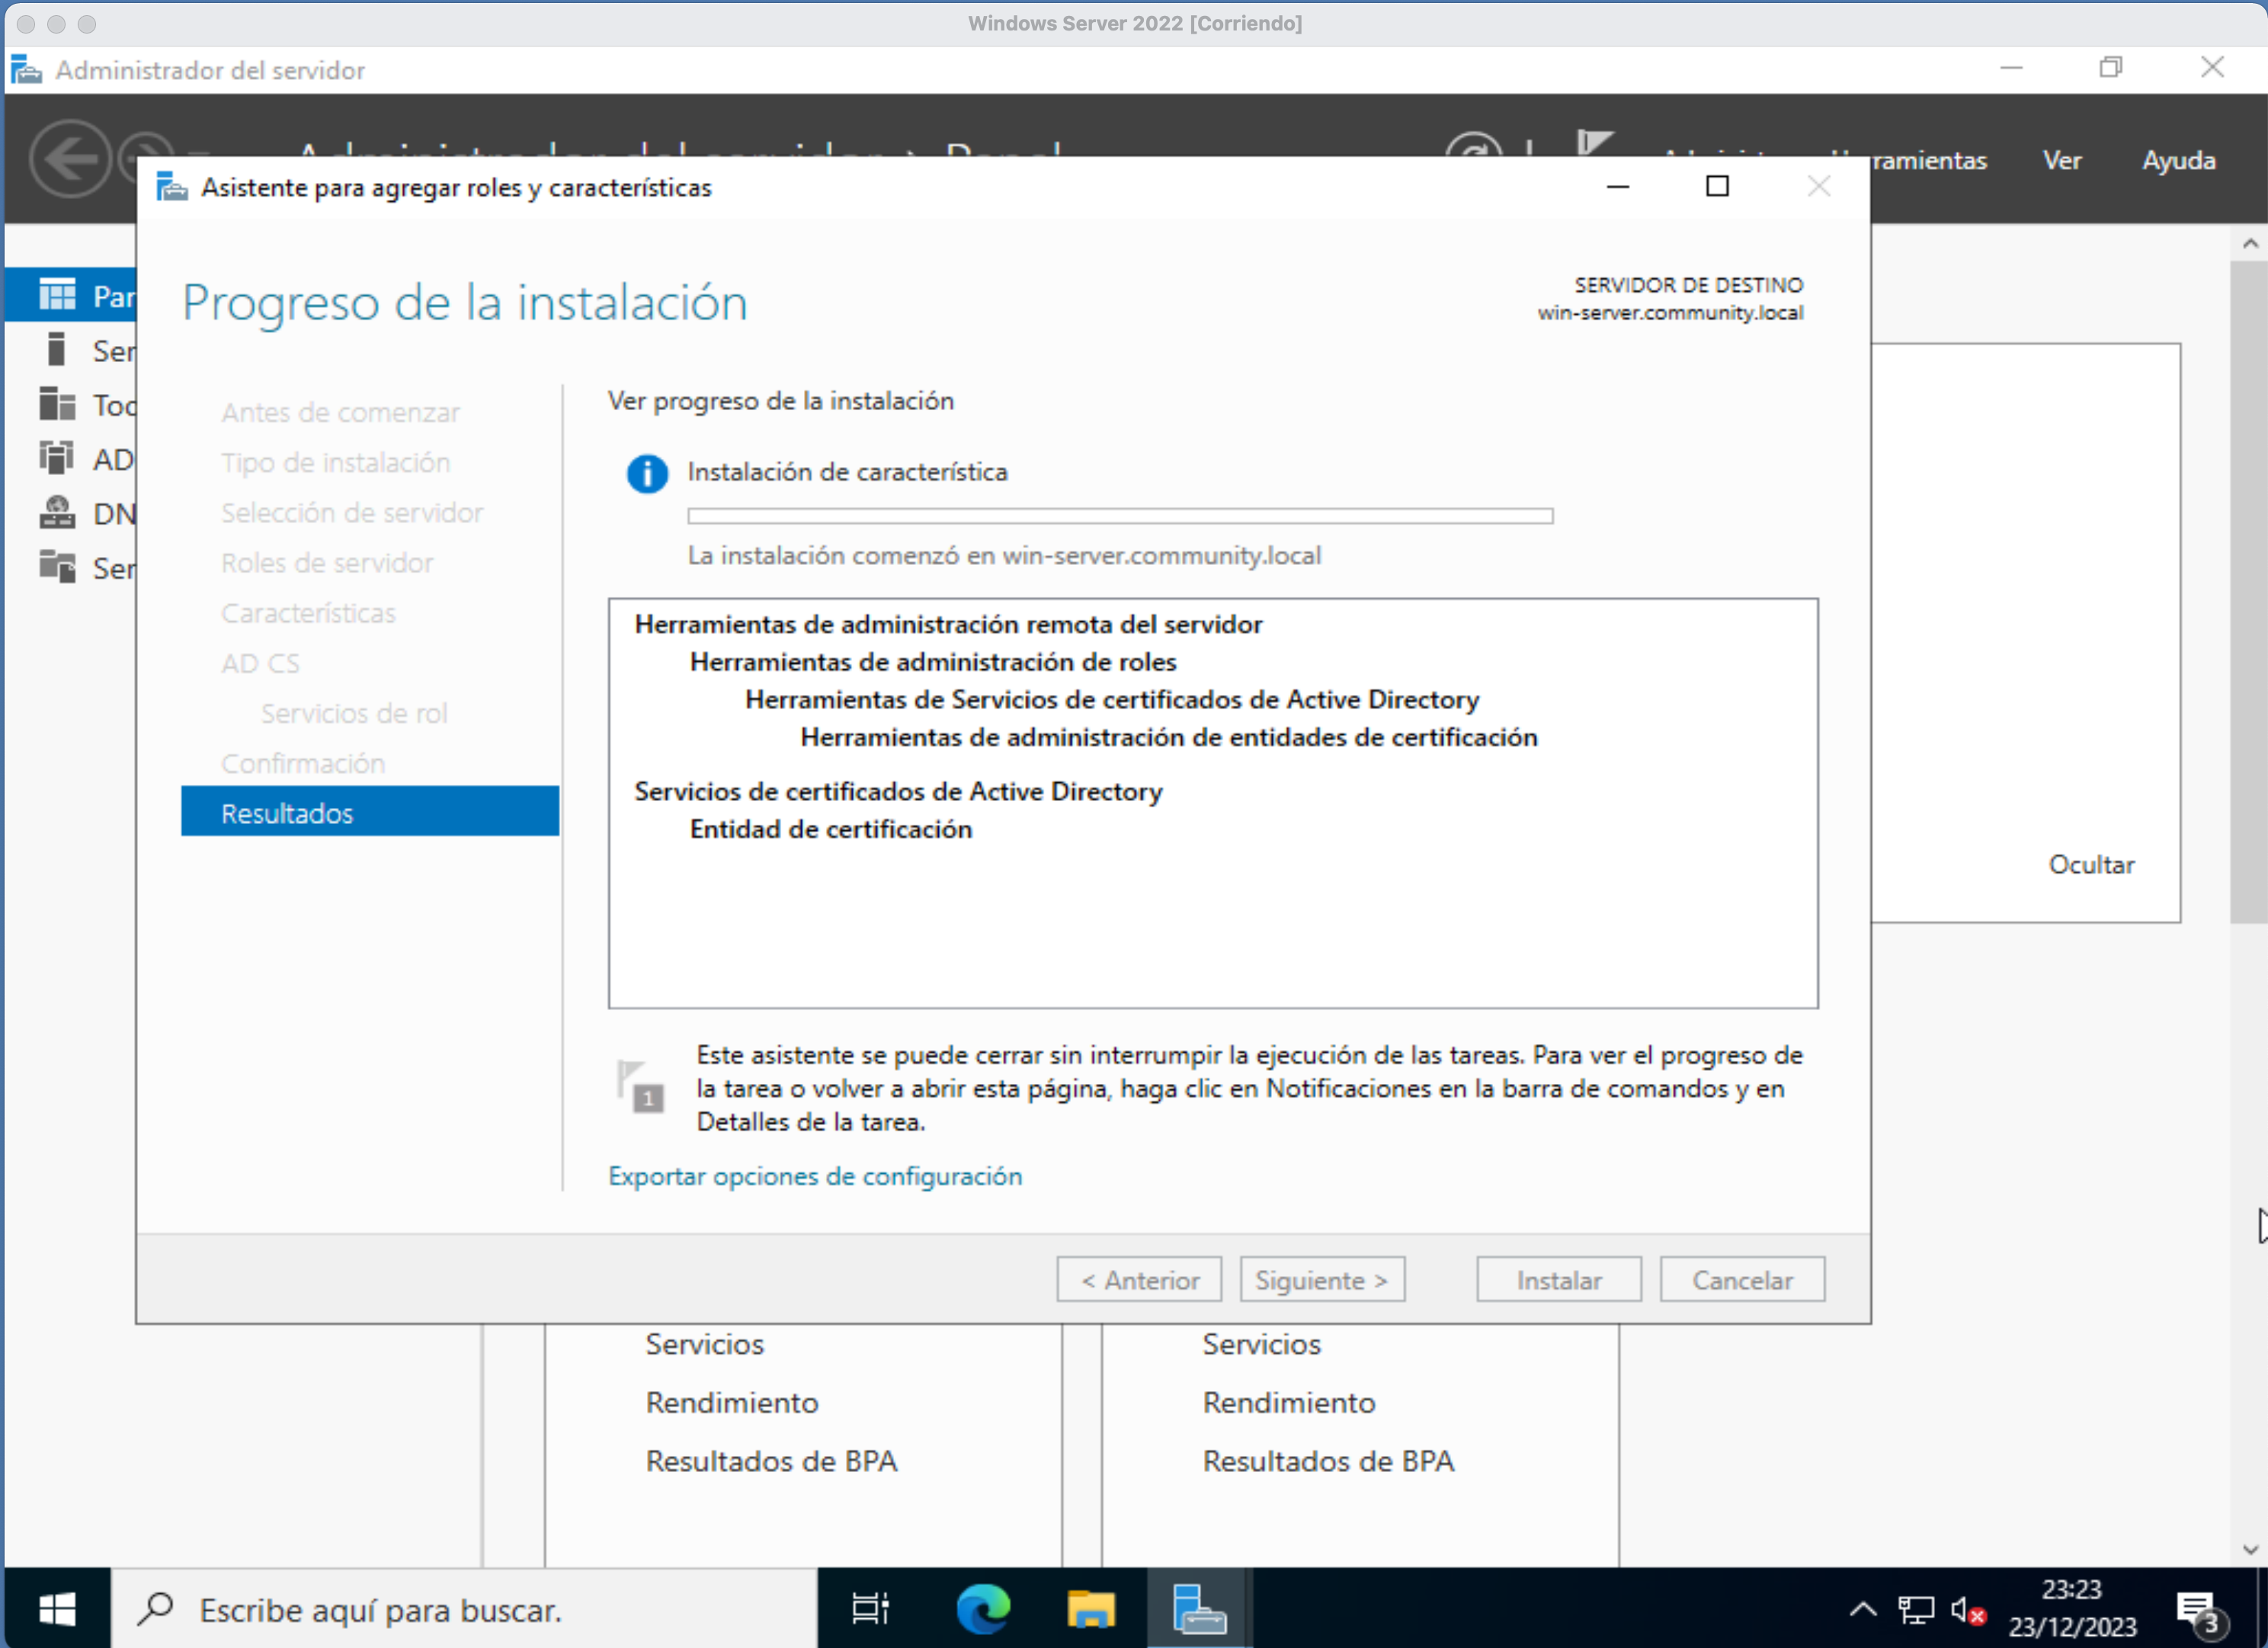 Windows Server 2022 [Corriendo]
Administrador del servidor
Ver
Ayuda
Asistente para agregar roles y características
Progreso de la instalación
SERVIDOR DE DESTINO
win-server.community.local
Antes de comenzar
Tipo de instalación
Selección de servidor
Roles de servidor
Características
AD CS
Servicios de rol
Confirmación
Resultados
Ver progreso de la instalación
Instalación de característica
La instalación comenzó en win-server.community.local
Herramientas de administración remota del servidor
Herramientas de administración de roles
Herramientas de Servicios de certificados de Active Directory
Herramientas de administración de entidades de certificación
Servicios de certificados de Active Directory
Entidad de certificación
Ocultar
1
Este asistente se puede cerrar sin interrumpir la ejecución de las tareas. Para ver el progreso de
la tarea o volver a abrir esta página, haga clic en Notificaciones en la barra de comandos y en
Detalles de la tarea.
Exportar opciones de configuración
< Anterior
Siguiente >
Instalar
Cancelar
Servicios
Rendimiento
Resultados de BPA
Servicios
Rendimiento
Resultados de BPA
Escribe aquí para buscar.
23:23
23/12/2023
3